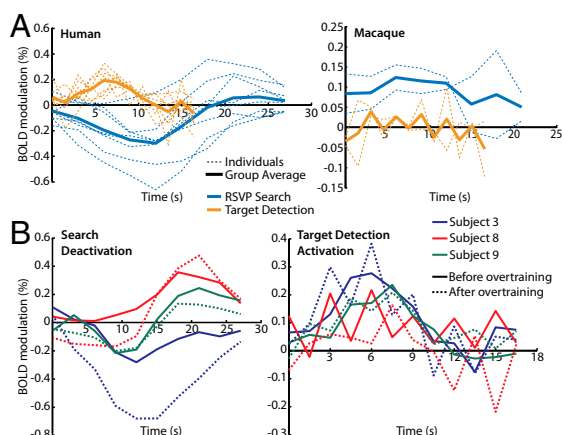 A
Human
Macaque
BOLD modulation (%)
0.6
0.4
0.2
0
-0.2
-0.4
-0.6
5
10
15
20
25
30
Time (s)
0.25
0.2
0.15
0.1
0.05
0
-0.05
-0.1
-0.15
5
10
15
20
25
Time (s)
Individuals
Group Average
RSVP Search
Target Detection
B
Search
Deactivation
BOLD modulation (%)
0.6
0.4
0.2
0
-0.2
-0.4
-0.8
5
10
15
20
25
30
Time (s)
Target Detection
Activation
0.4
0.3
0.2
0.1
0
-0.1
-0.2
-0.3
3
6
9
12
18
Time (s)
Subject 3
Subject 8
Subject 9
Before overtraining
After overtraining